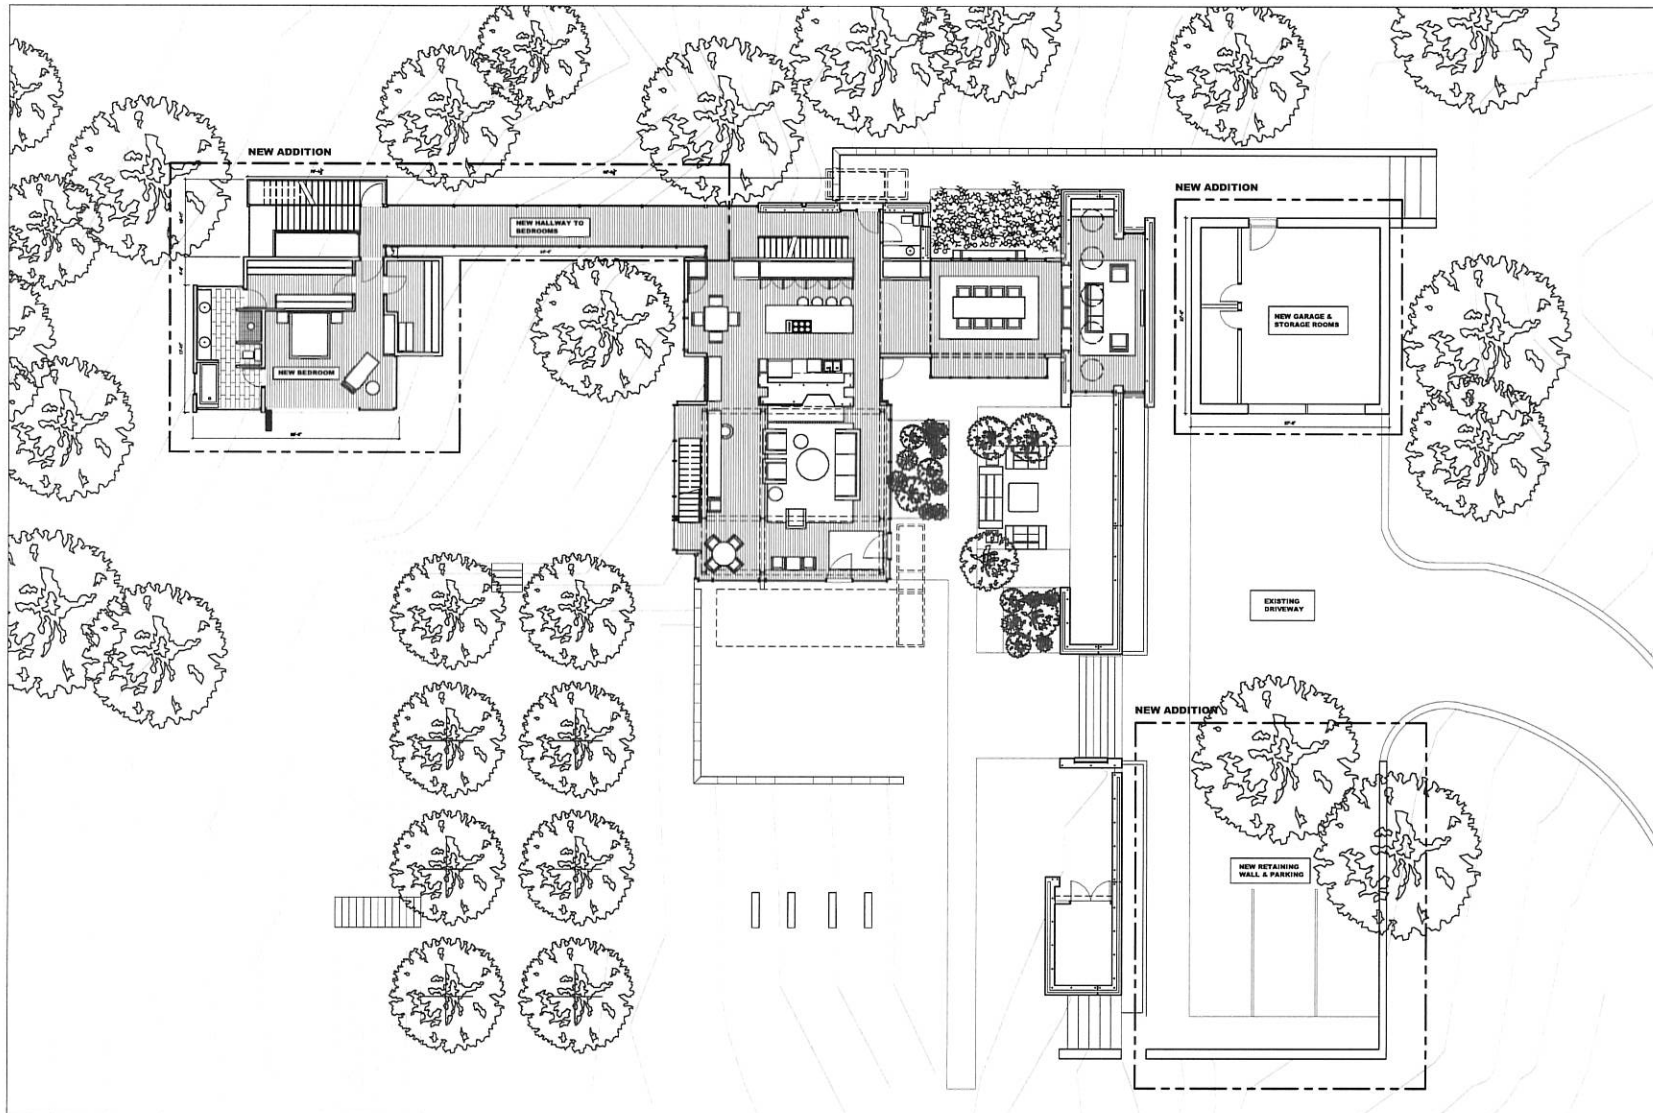 NEW ADDITION
NEW HALLWAY TO
BEDROOMS
NEW BEDROOM
NEW ADDITION
NEW GARAGE &
STORAGE ROOMS
EXISTING
DRIVEWAY
NEW ADDITION
NEW RETAINING
WALL & PARKING